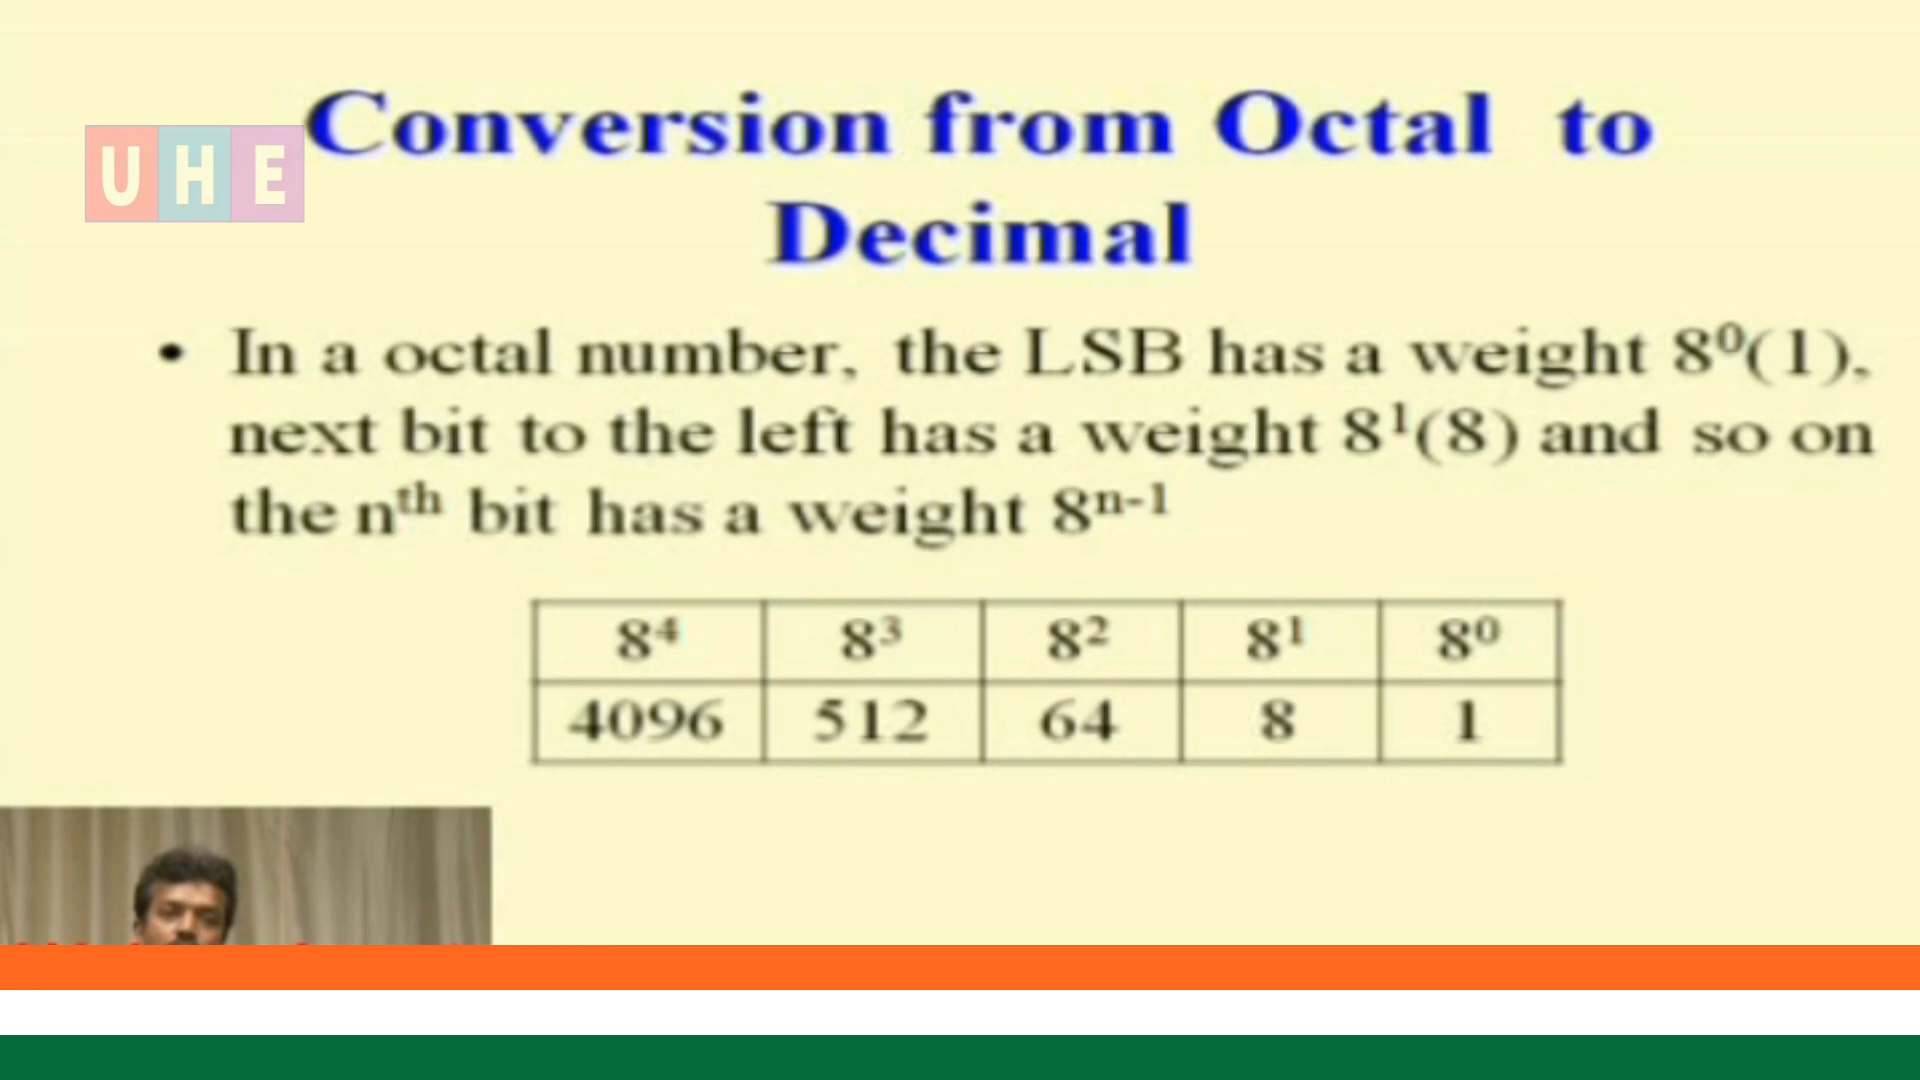 Conversion from Octal to
Decimal
UHE
• In a octal number, the LSB has a weight 8⁰(1),
next bit to the left has a weight 8¹(8) and so on
the nᵗʰ bit has a weight 8ⁿ⁻¹
8⁴ 8³ 8² 8¹ 8⁰
4096 512 64 8 1